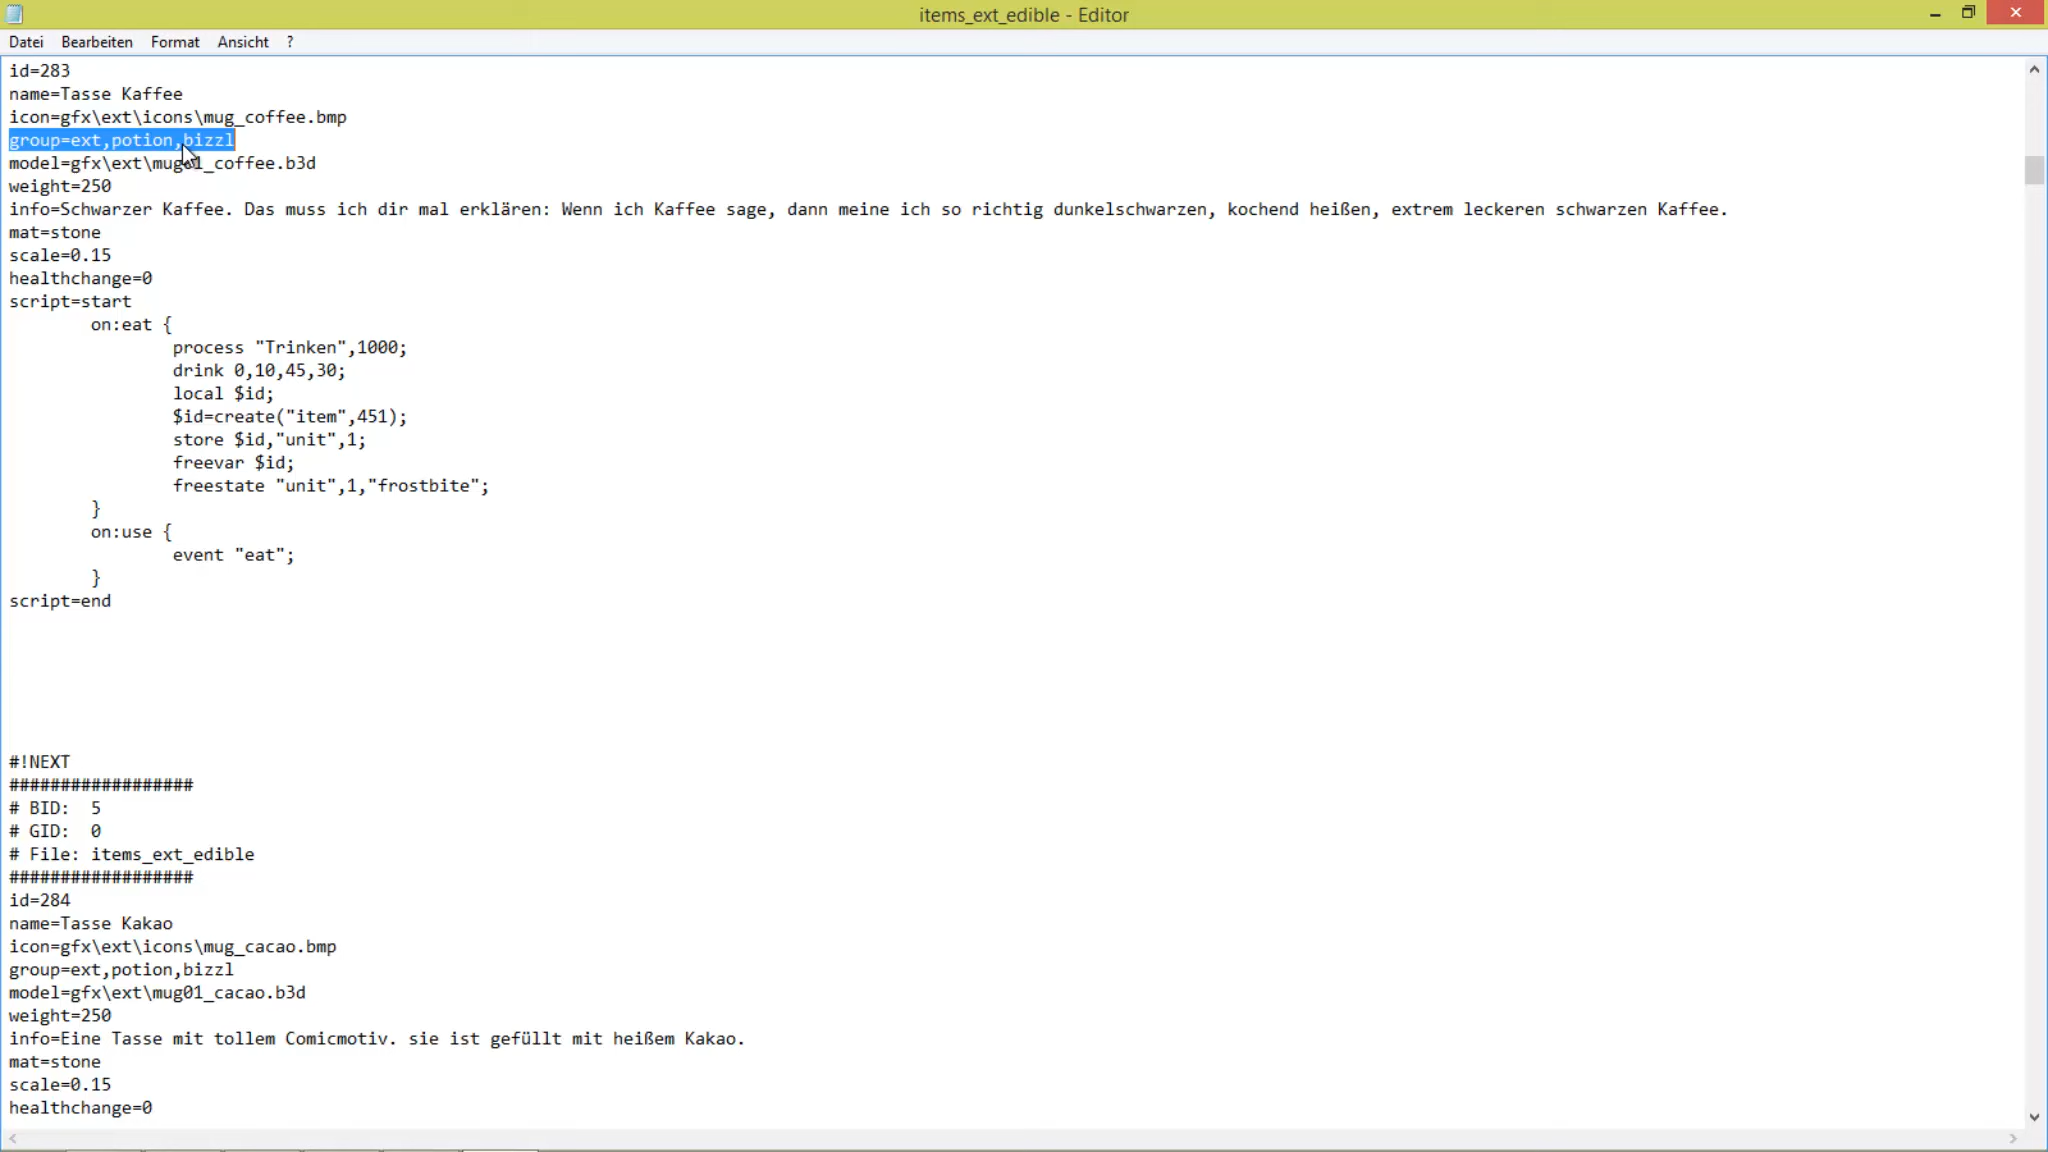 items_ext_edible - Editor
Datei Bearbeiten Format Ansicht ?
id=283
name=Tasse Kaffee
icon=gfx\ext\icons\mug_coffee.bmp
group=ext,potion,bizzl
model=gfx\ext\mug01_coffee.b3d
weight=250
info=Schwarzer Kaffee. Das muss ich dir mal erklären: Wenn ich Kaffee sage, dann meine ich so richtig dunkelschwarzen, kochend heißen, extrem leckeren schwarzen Kaffee.
mat=stone
scale=0.15
healthchange=0
script=start
on:eat {
process "Trinken",1000;
drink 0,10,45,30;
local $id;
$id=create("item",451);
store $id,"unit",1;
freevar $id;
freestate "unit",1,"frostbite";
}
on:use {
event "eat";
}
script=end
#!NEXT
##################
# BID: 5
# GID: 0
# File: items_ext_edible
##################
id=284
name=Tasse Kakao
icon=gfx\ext\icons\mug_cacao.bmp
group=ext,potion,bizzl
model=gfx\ext\mug01_cacao.b3d
weight=250
info=Eine Tasse mit tollem Comicmotiv. sie ist gefüllt mit heißem Kakao.
mat=stone
scale=0.15
healthchange=0